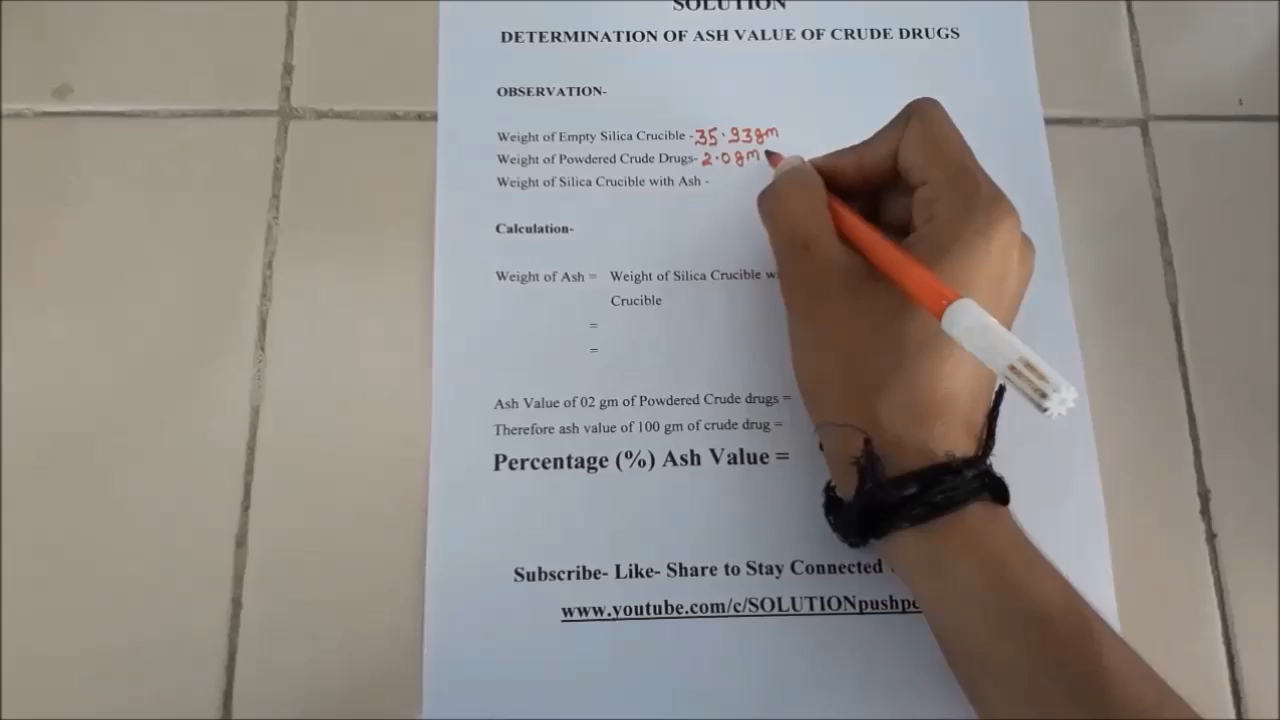 SOLUTION
DETERMINATION OF ASH VALUE OF CRUDE DRUGS
OBSERVATION-
Weight of Empty Silica Crucible - 35.93gm
Weight of Powdered Crude Drugs- 2.0gm
Weight of Silica Crucible with Ash -
Calculation-
Weight of Ash = Weight of Silica Crucible
Crucible
=
=
Ash Value of 02 gm of Powdered Crude drugs =
Therefore ash value of 100 gm of crude drug =
Percentage (%) Ash Value =
Subscribe- Like- Share to Stay Connected
www.youtube.com/c/SOLUTIONpushp